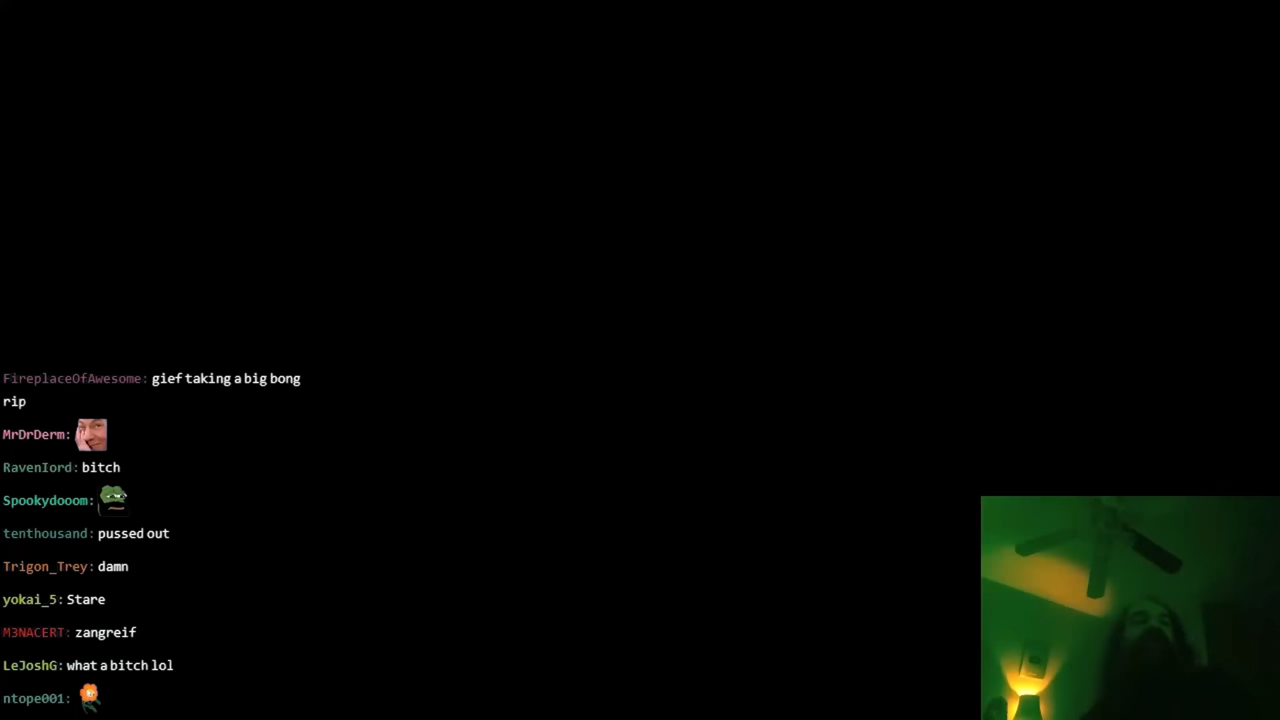 FireplaceOfAwesome: gief taking a big bong
rip
MrDrDerm:
RavenIord: bitch
Spookydooom:
tenthousand: pussed out
Trigon_Trey: damn
yokai_5: Stare
M3NACERT: zangreif
LeJoshG: what a bitch lol
ntope001: